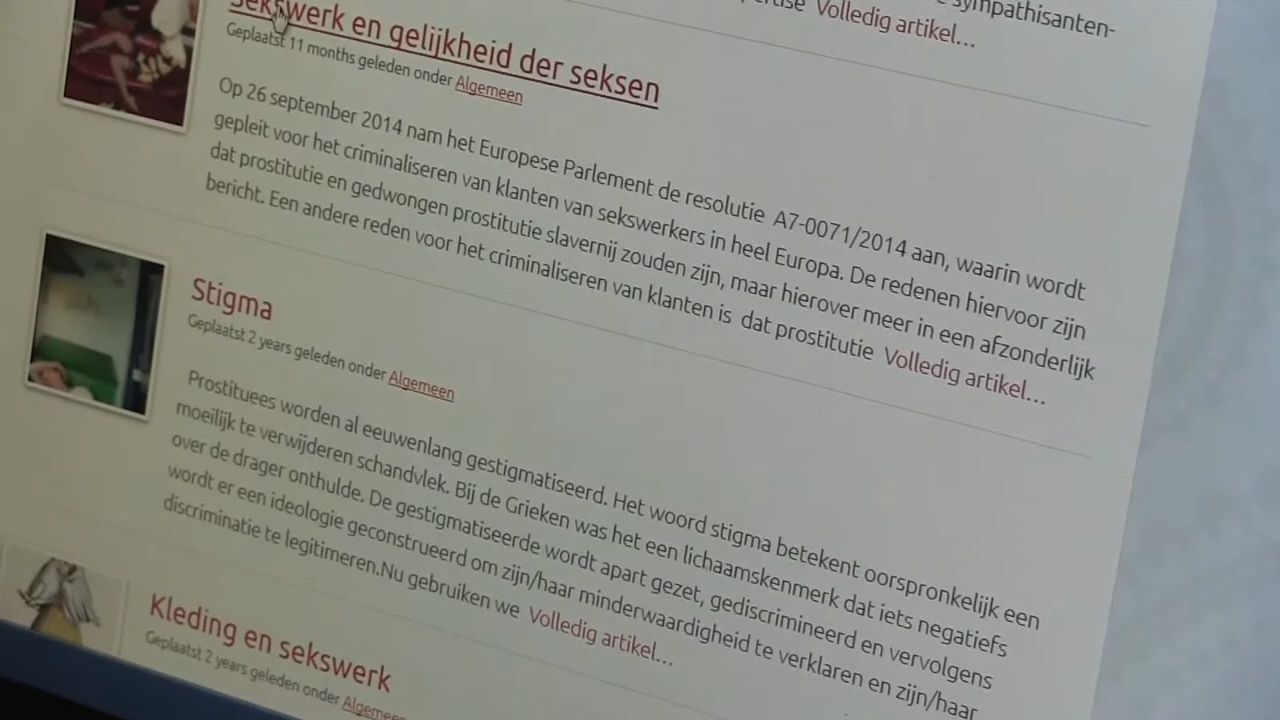 sympathisanten-
Volledig artikel...
Sekswerk en gelijkheid der seksen
Geplaatst 11 months geleden onder Algemeen
Op 26 september 2014 nam het Europese Parlement de resolutie A7-0071/2014 aan, waarin wordt
gepleit voor het criminaliseren van klanten van sekswerkers in heel Europa. De redenen hiervoor zijn
dat prostitutie en gedwongen prostitutie slavernij zouden zijn, maar hierover meer in een afzonderlijk
bericht. Een andere reden voor het criminaliseren van klanten is dat prostitutie Volledig artikel...
Stigma
Geplaatst 2 years geleden onder Algemeen
Prostituees worden al eeuwenlang gestigmatiseerd. Het woord stigma betekent oorspronkelijk een
moeilijk te verwijderen schandvlek. Bij de Grieken was het een lichaamskenmerk dat iets negatiefs
over de drager onthulde. De gestigmatiseerde wordt apart gezet, gediscrimineerd en vervolgens
wordt er een ideologie geconstrueerd om zijn/haar minderwaardigheid te verklaren en zijn/haar
discriminatie te legitimeren.Nu gebruiken we Volledig artikel...
Kleding en sekswerk
Geplaatst 2 years geleden onder Algemeen